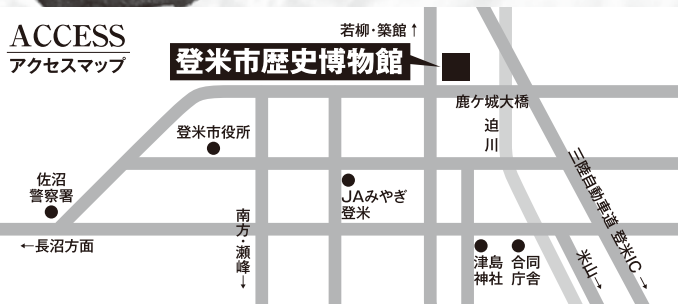 ACCESS
アクセスマップ
若柳・築館↑
登米市歴史博物館
鹿ケ城大橋
迫川
登米市役所
三陸自動車道 登米IC→
佐沼
警察署
JAみやぎ
登米
南方・瀬峰→
←長沼方面
津島
神社
合同
庁舎
米山→